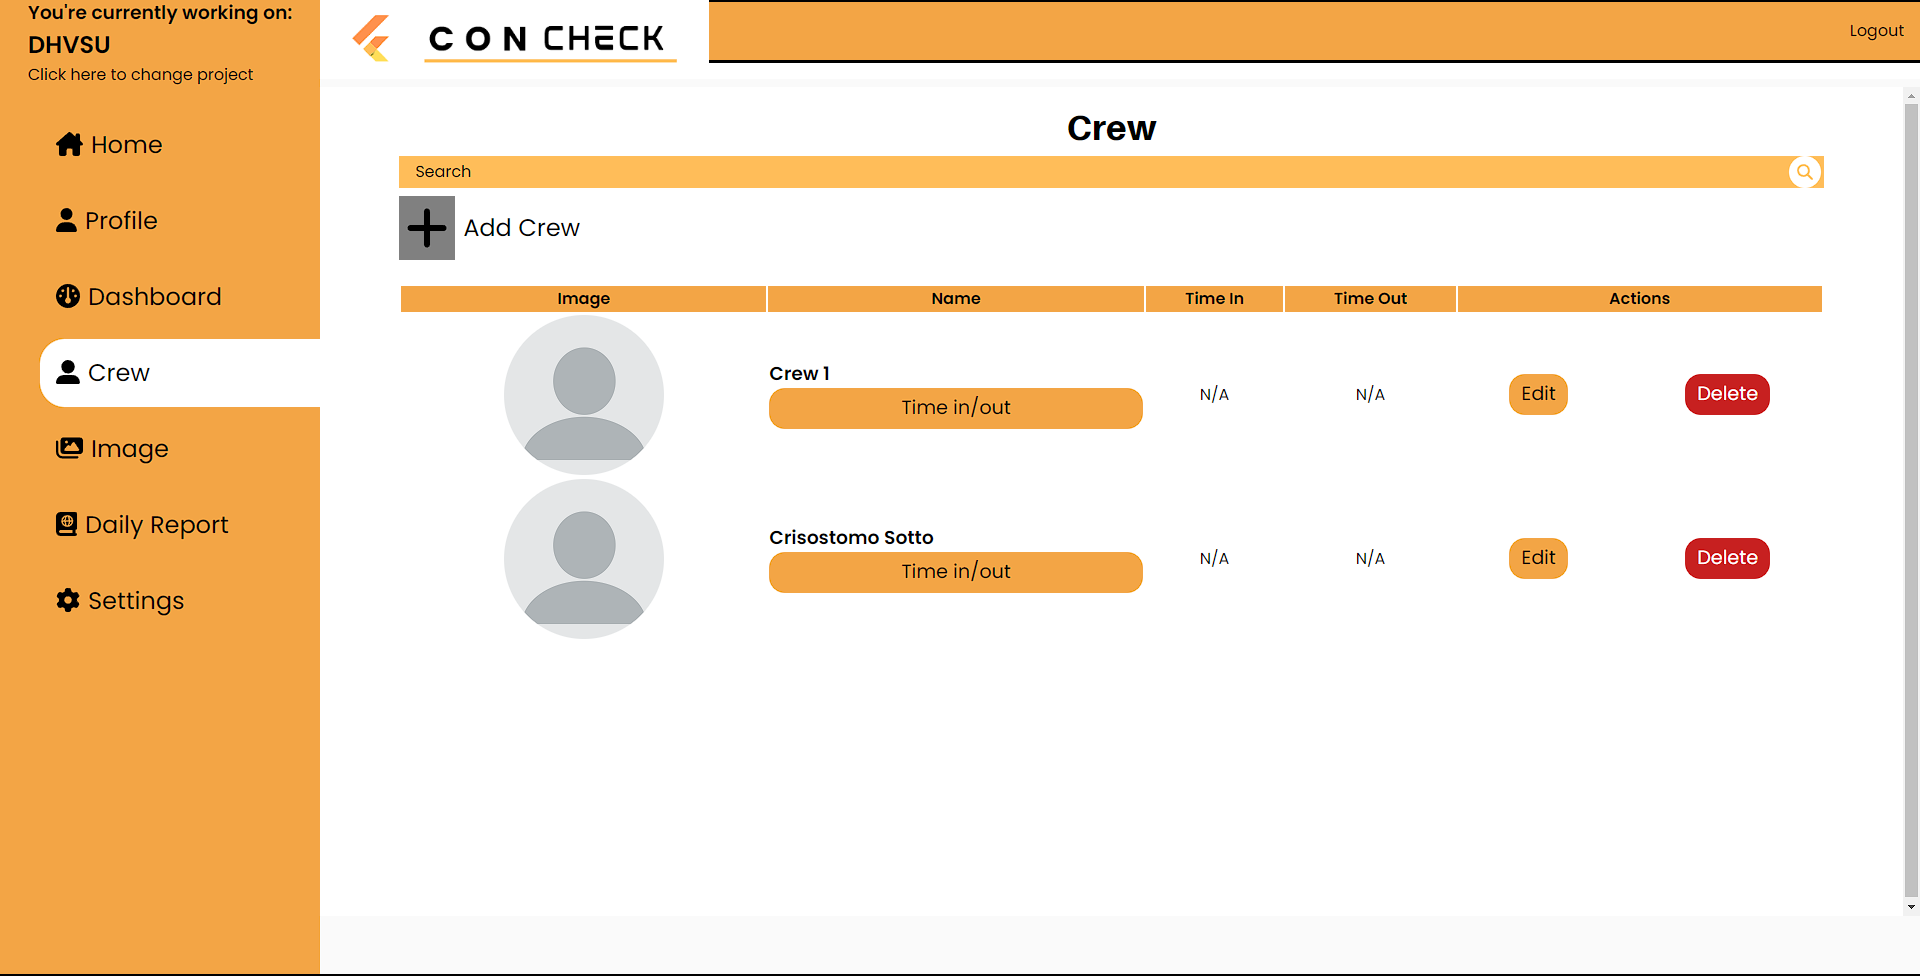 You're currently working on:
DHVSU
Click here to change project
Home
Profile
Dashboard
Crew
Image
Daily Report
Settings
CON CHECK
Logout
Crew
Search
Add Crew
Image Name Time In Time Out Actions
Crew 1
Time in/out N/A N/A Edit Delete
Crisostomo Sotto
Time in/out N/A N/A Edit Delete